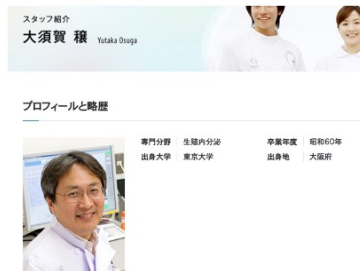 スタッフ紹介
大須賀 穣 Yutaka Osuga
プロフィールと略歴
専門分野 生殖内分泌 卒業年度 昭和60年
出身大学 東京大学 出身地 大阪府